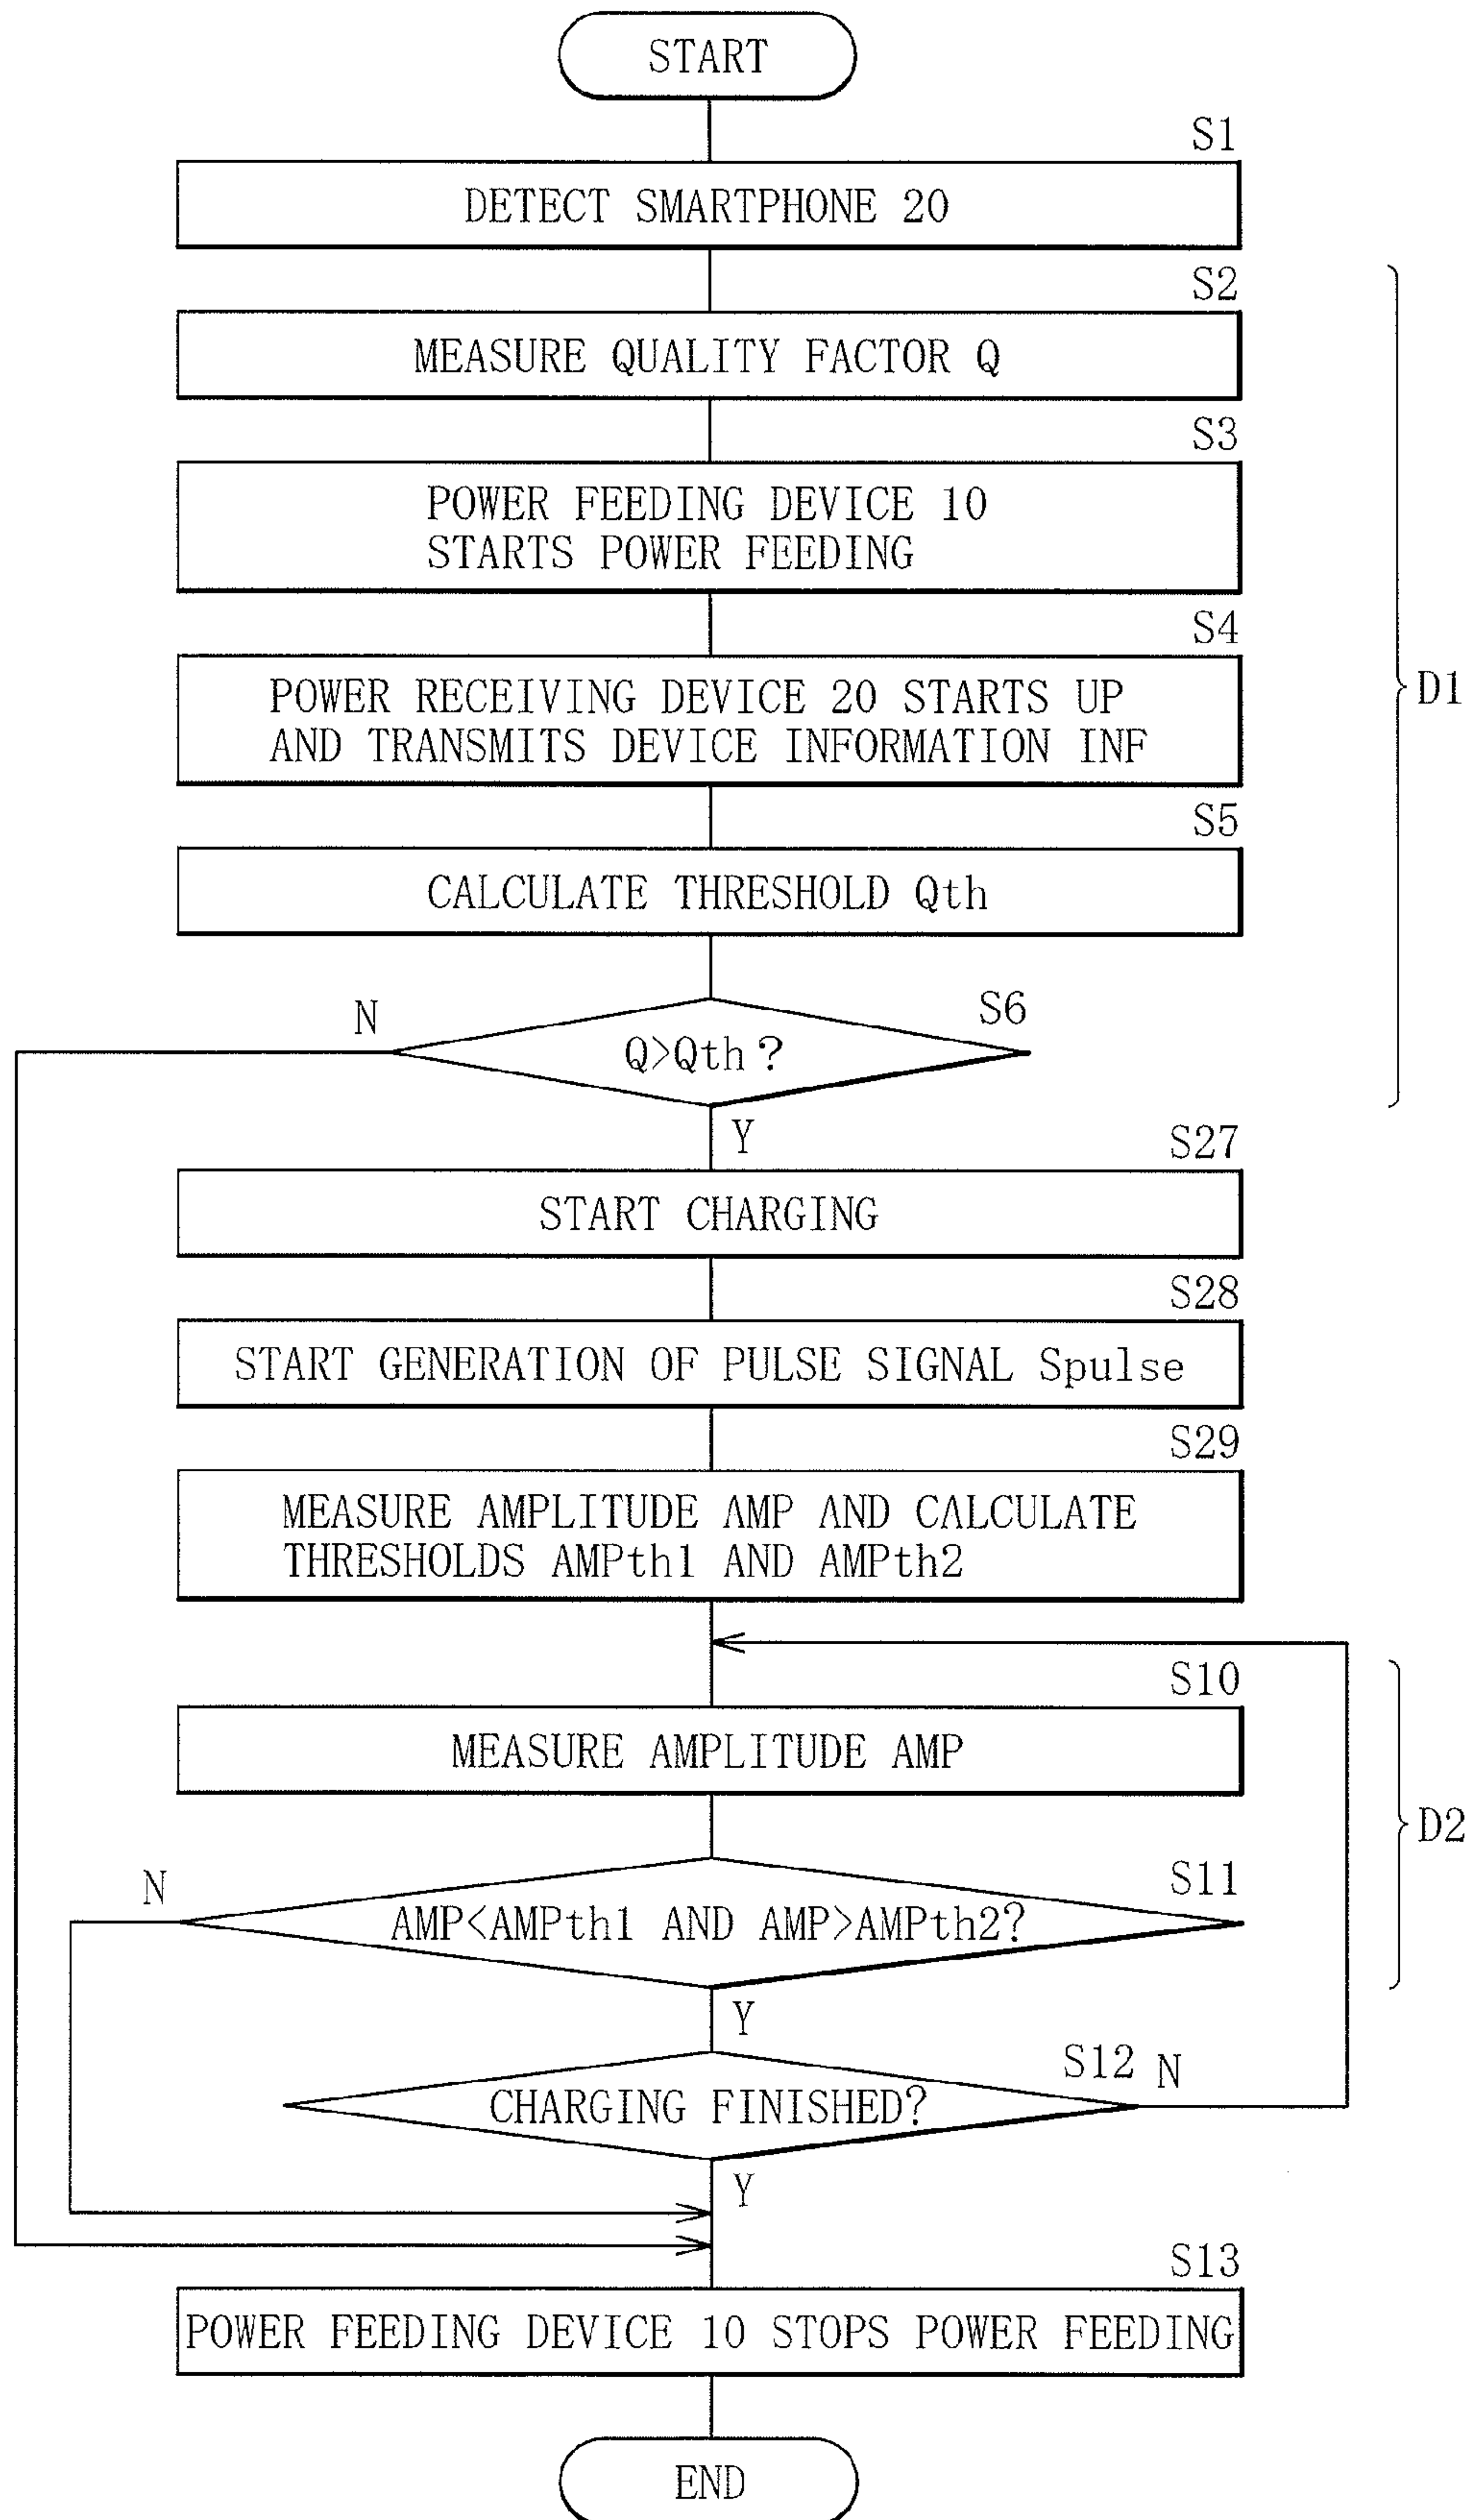 START
S1
DETECT SMARTPHONE 20
S2
MEASURE QUALITY FACTOR Q
S3
POWER FEEDING DEVICE 10
STARTS POWER FEEDING
S4
POWER RECEIVING DEVICE 20 STARTS UP
AND TRANSMITS DEVICE INFORMATION INF
D1
S5
CALCULATE THRESHOLD Qth
N
S6
Q>Qth?
Y
S27
START CHARGING
S28
START GENERATION OF PULSE SIGNAL Spulse
S29
MEASURE AMPLITUDE AMP AND CALCULATE
THRESHOLDS AMPth1 AND AMPth2
S10
MEASURE AMPLITUDE AMP
D2
N
S11
AMP<AMPth1 AND AMP>AMPth2?
Y
S12
N
CHARGING FINISHED?
Y
S13
POWER FEEDING DEVICE 10 STOPS POWER FEEDING
END